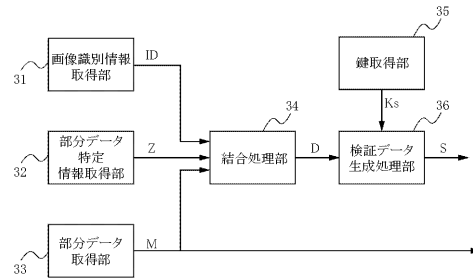 35
画像識別情報
取得部
ID
31
鍵取得部
34
Ks
36
部分データ
特定
情報取得部
Z
32
結合処理部
D
検証データ
生成処理部
S
部分データ
取得部
M
33